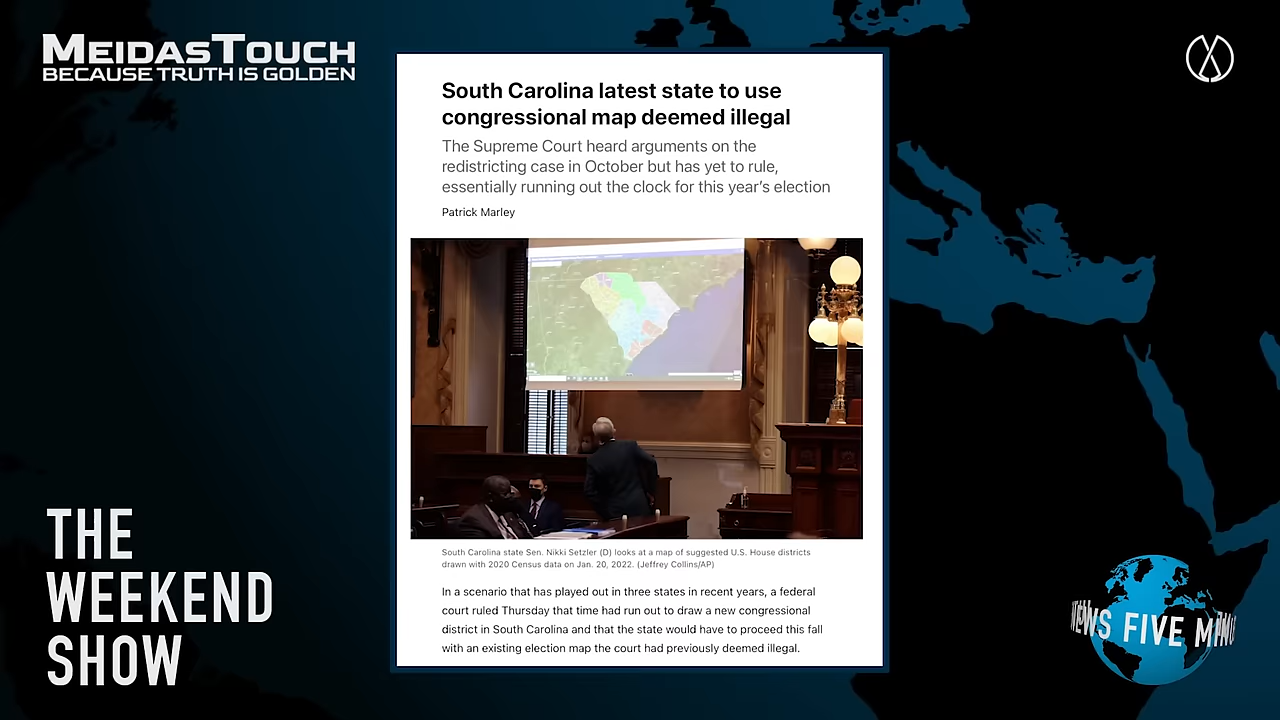 MEIDASTOUCH
BECAUSE TRUTH IS GOLDEN
South Carolina latest state to use
congressional map deemed illegal
The Supreme Court heard arguments on the
redistricting case in October but has yet to rule,
essentially running out the clock for this year’s election
Patrick Marley
South Carolina state Sen. Nikki Setzler (D) looks at a map of suggested U.S. House districts
drawn with 2020 Census data on Jan. 20, 2022. (Jeffrey Collins/AP)
In a scenario that has played out in three states in recent years, a federal
court ruled Thursday that time had run out to draw a new congressional
district in South Carolina and that the state would have to proceed this fall
with an existing election map the court had previously deemed illegal.
THE
WEEKEND
SHOW
NEWS FIVE